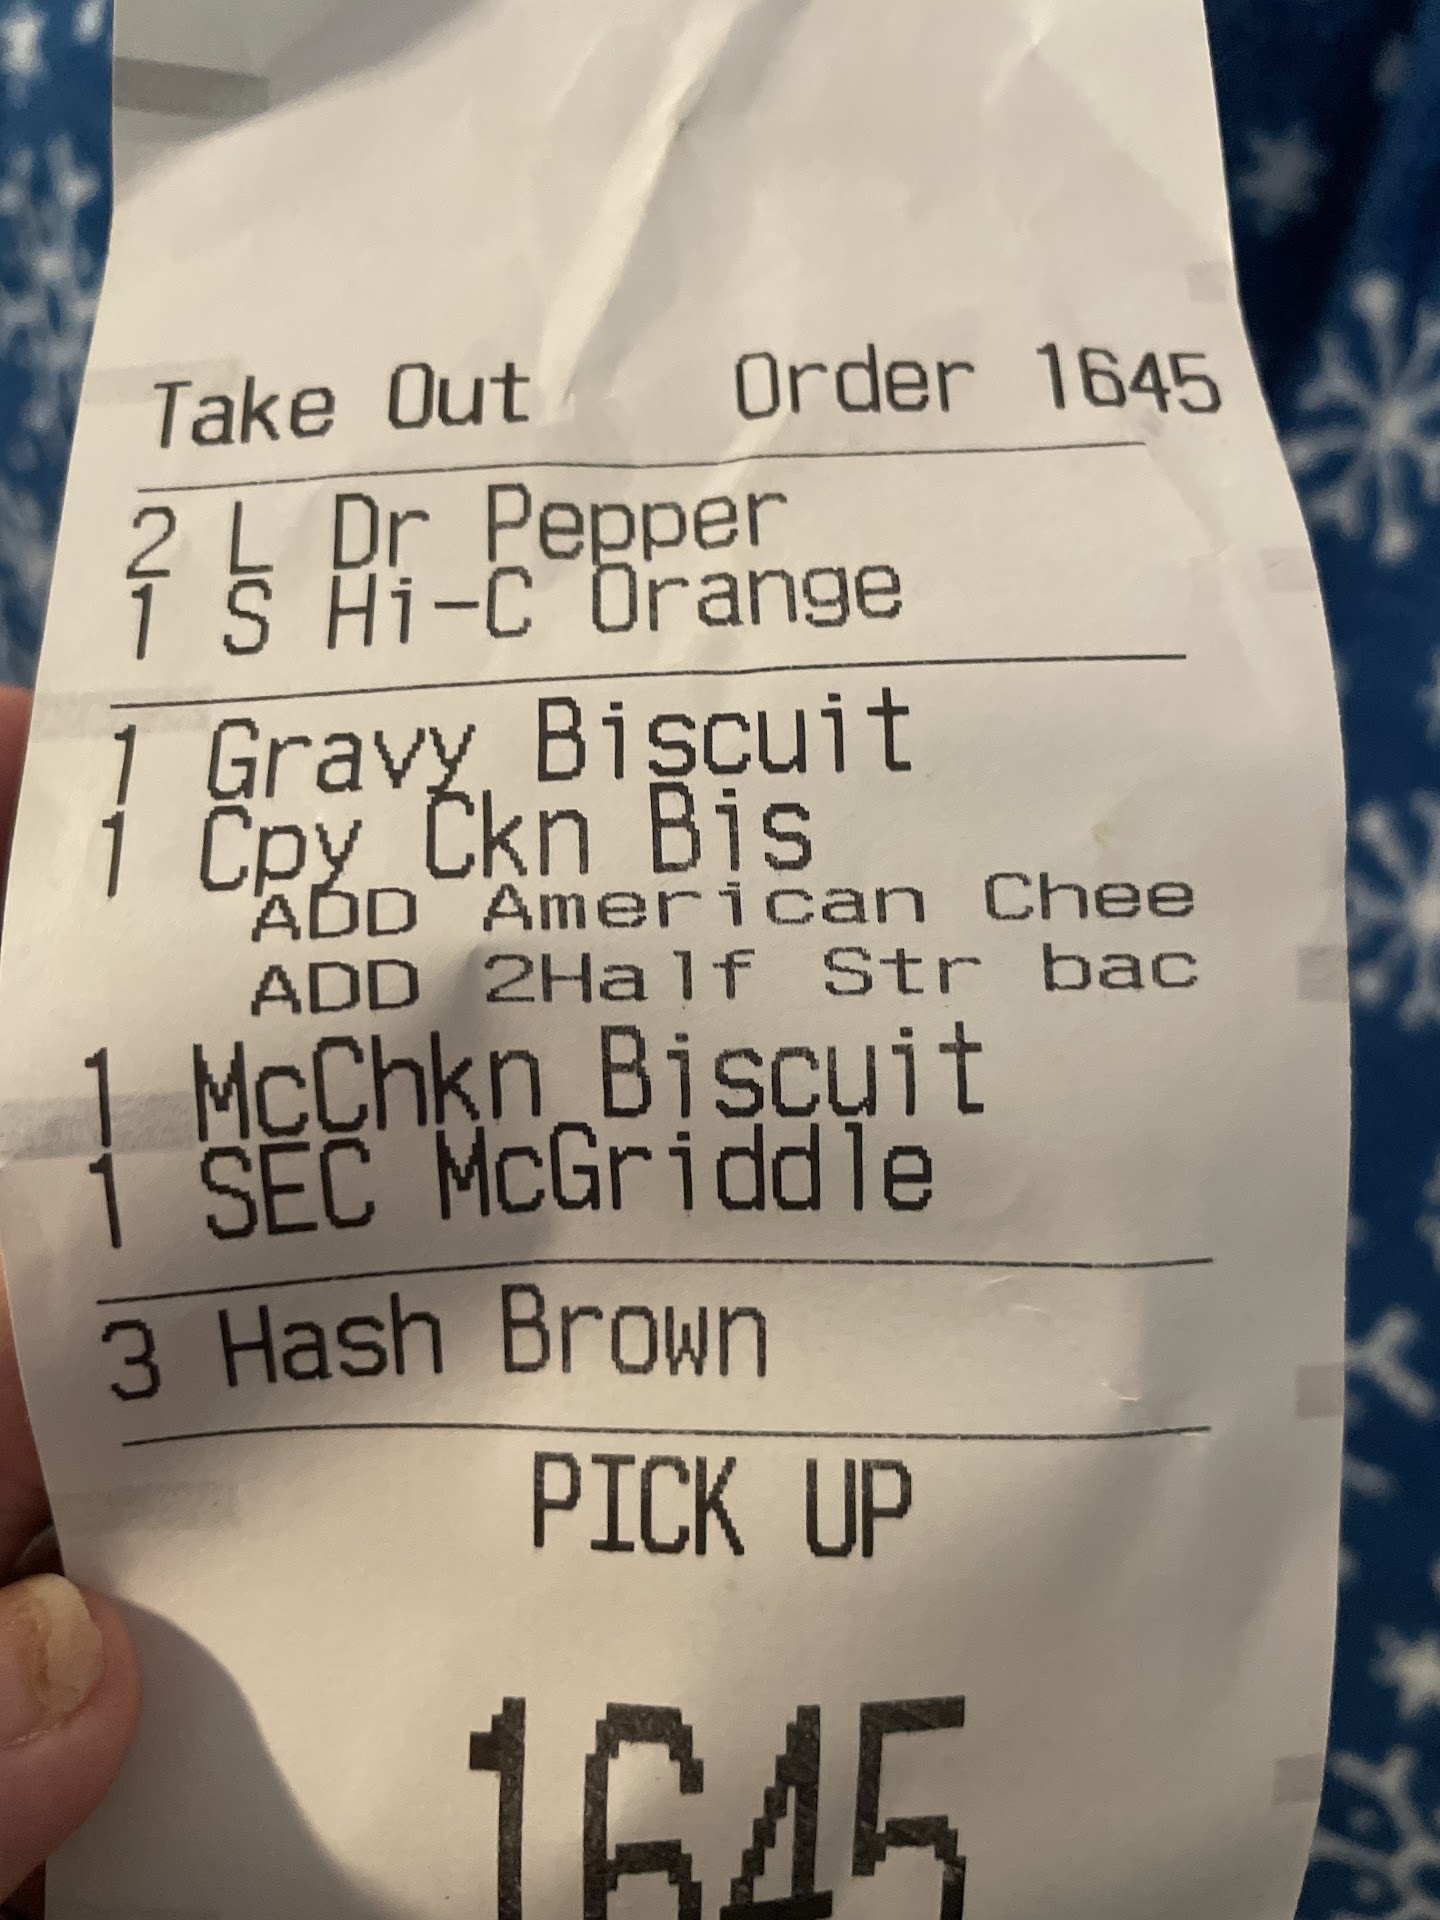 Take Out Order 1645
2 L Dr Pepper
1 S Hi-C Orange
1 Gravy Biscuit
1 Cpy Ckn Bis
ADD American Chee
ADD 2Half Str bac
1 McChkn Biscuit
1 SEC McGriddle
3 Hash Brown
PICK UP
1645